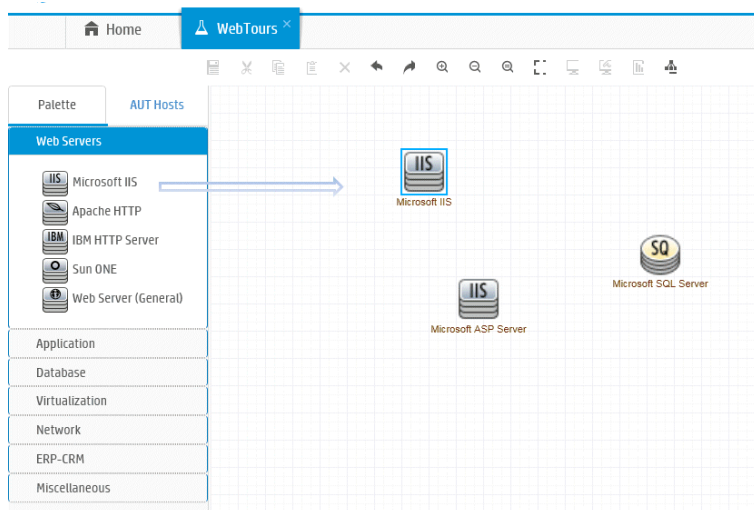 Home
WebTours
Palette
AUT Hosts
Web Servers
IIS
Microsoft IIS
Apache HTTP
IBM
IBM HTTP Server
Sun ONE
Web Server (General)
Application
Database
Virtualization
Network
ERP-CRM
Miscellaneous
IIS
Microsoft IIS
SQ
Microsoft SQL Server
IIS
Microsoft ASP Server